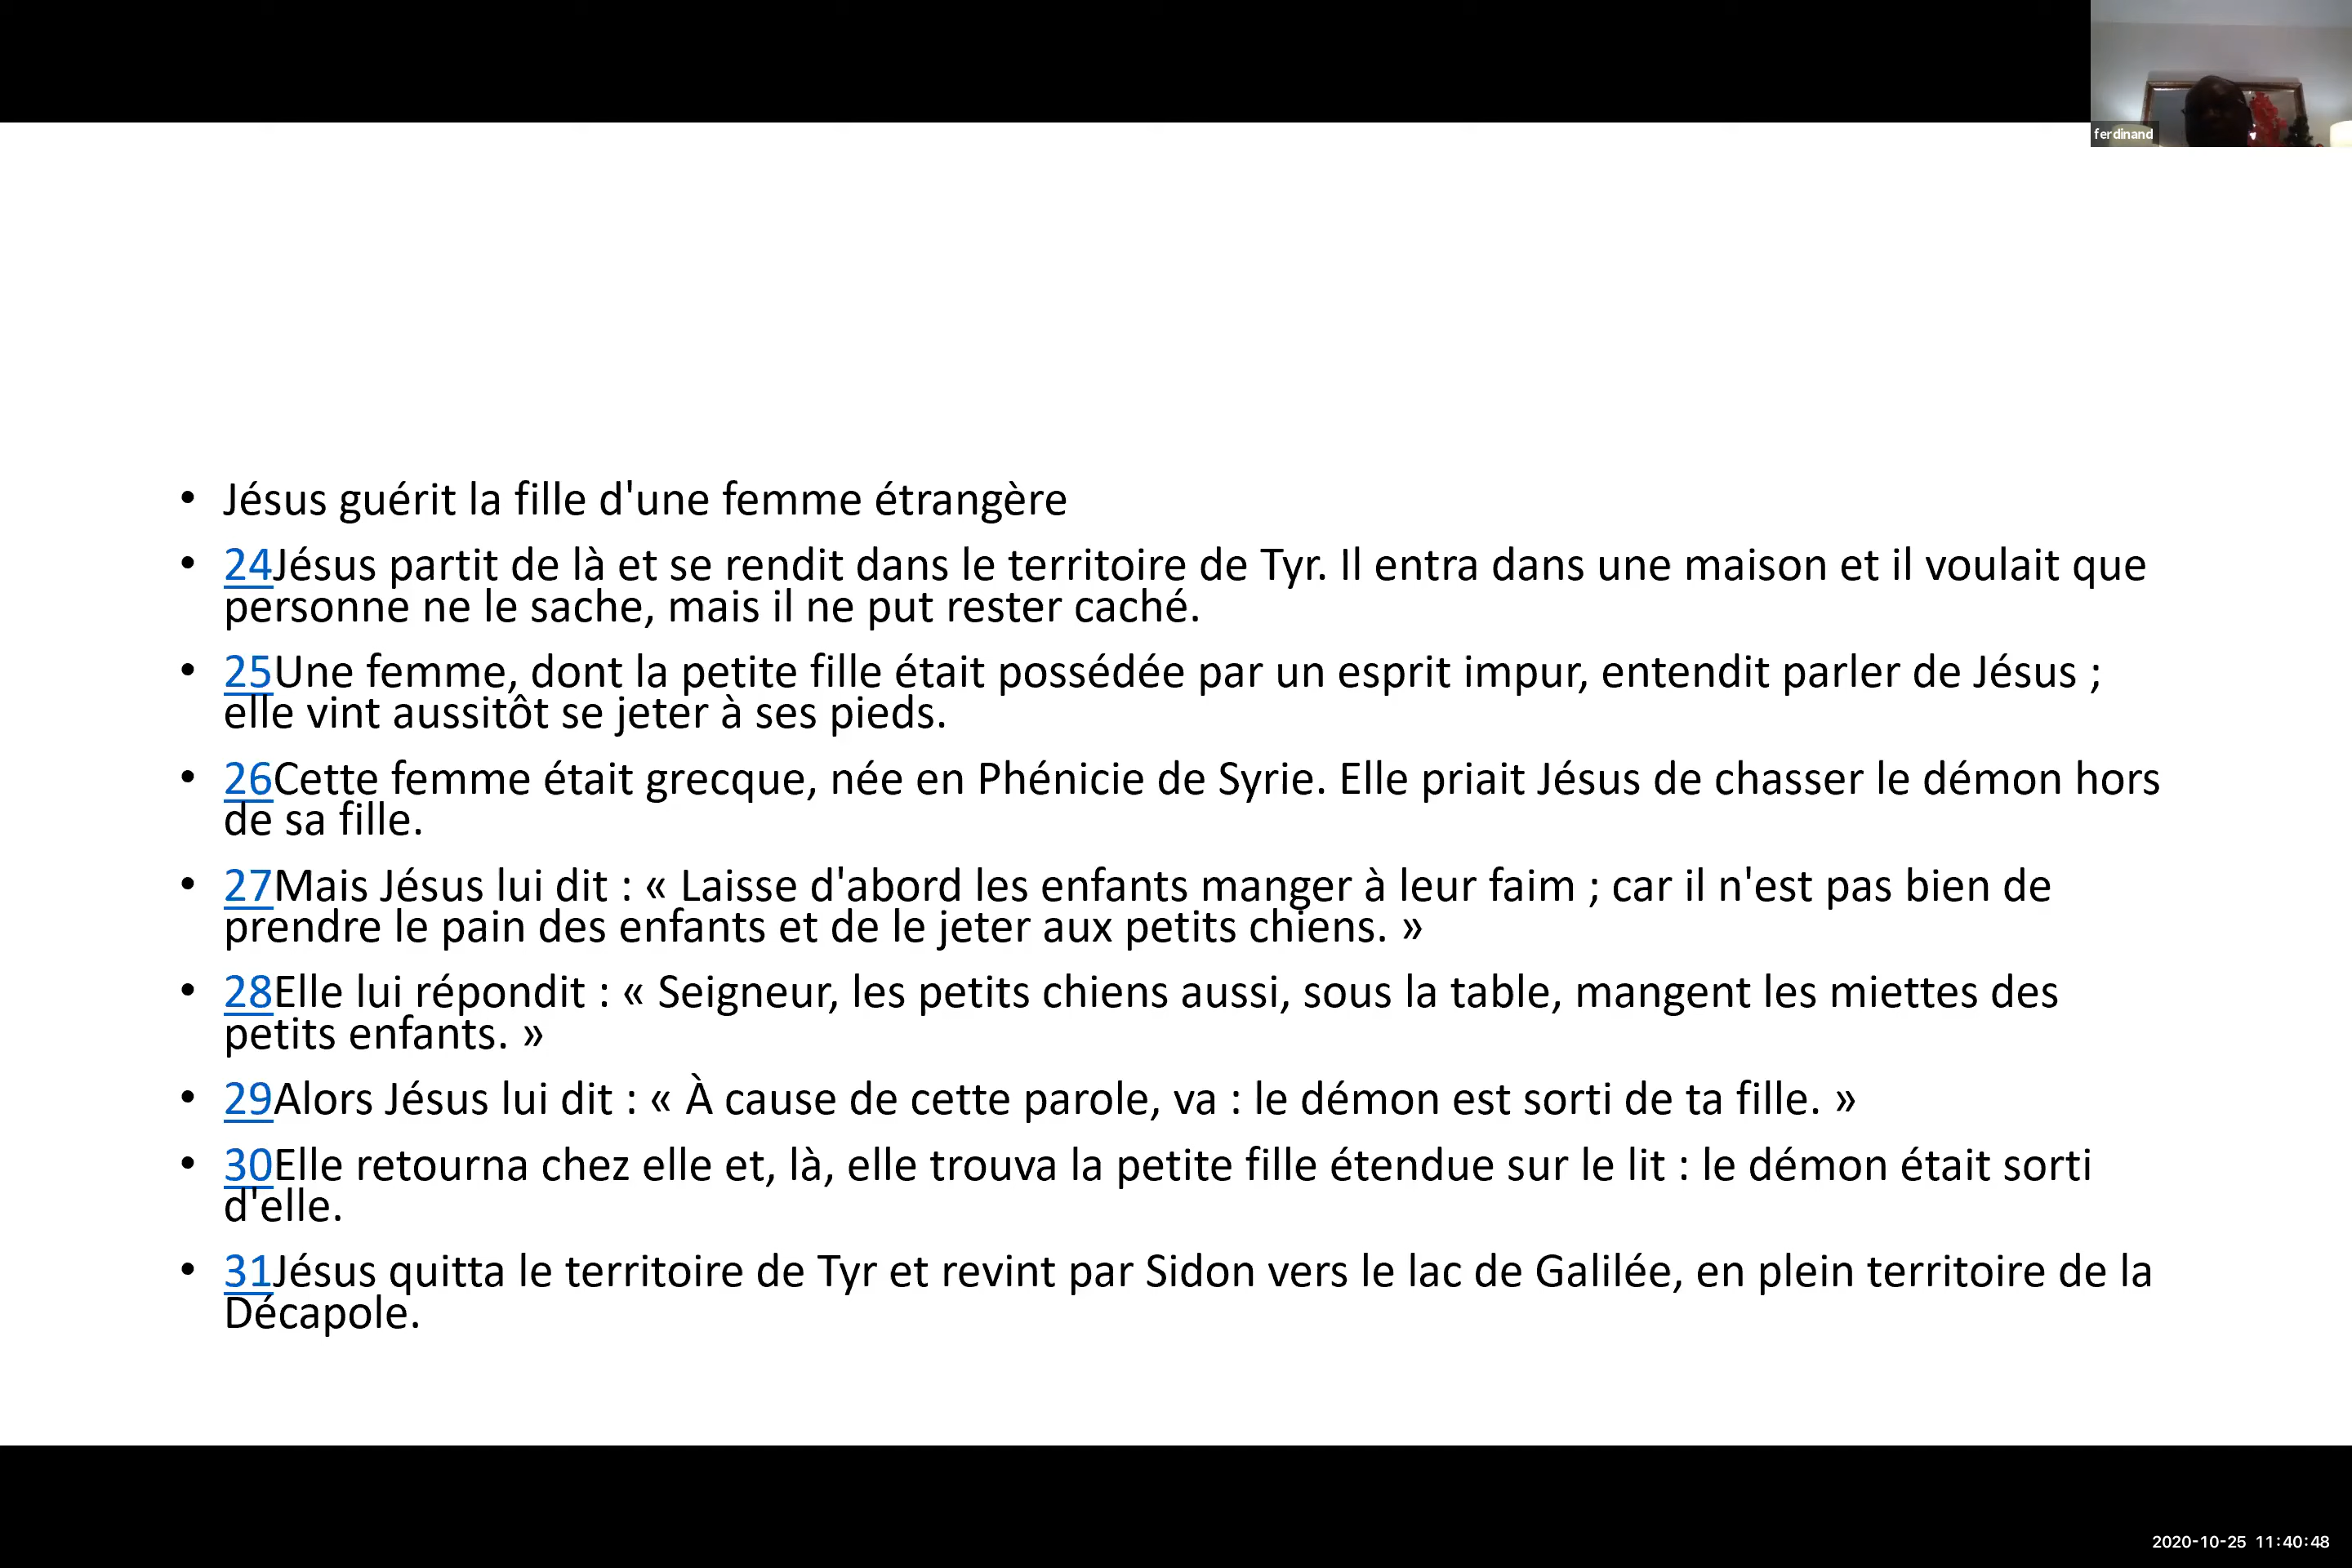 ferdinand
• Jésus guérit la fille d'une femme étrangère
• 24Jésus partit de là et se rendit dans le territoire de Tyr. Il entra dans une maison et il voulait que
personne ne le sache, mais il ne put rester caché.
• 25Une femme, dont la petite fille était possédée par un esprit impur, entendit parler de Jésus ;
elle vint aussitôt se jeter à ses pieds.
• 26Cette femme était grecque, née en Phénicie de Syrie. Elle priait Jésus de chasser le démon hors
de sa fille.
• 27Mais Jésus lui dit : « Laisse d'abord les enfants manger à leur faim ; car il n'est pas bien de
prendre le pain des enfants et de le jeter aux petits chiens. »
• 28Elle lui répondit : « Seigneur, les petits chiens aussi, sous la table, mangent les miettes des
petits enfants. »
• 29Alors Jésus lui dit : « À cause de cette parole, va : le démon est sorti de ta fille. »
• 30Elle retourna chez elle et, là, elle trouva la petite fille étendue sur le lit : le démon était sorti
d'elle.
• 31Jésus quitta le territoire de Tyr et revint par Sidon vers le lac de Galilée, en plein territoire de la
Décapole.
2020-10-25 11:40:48